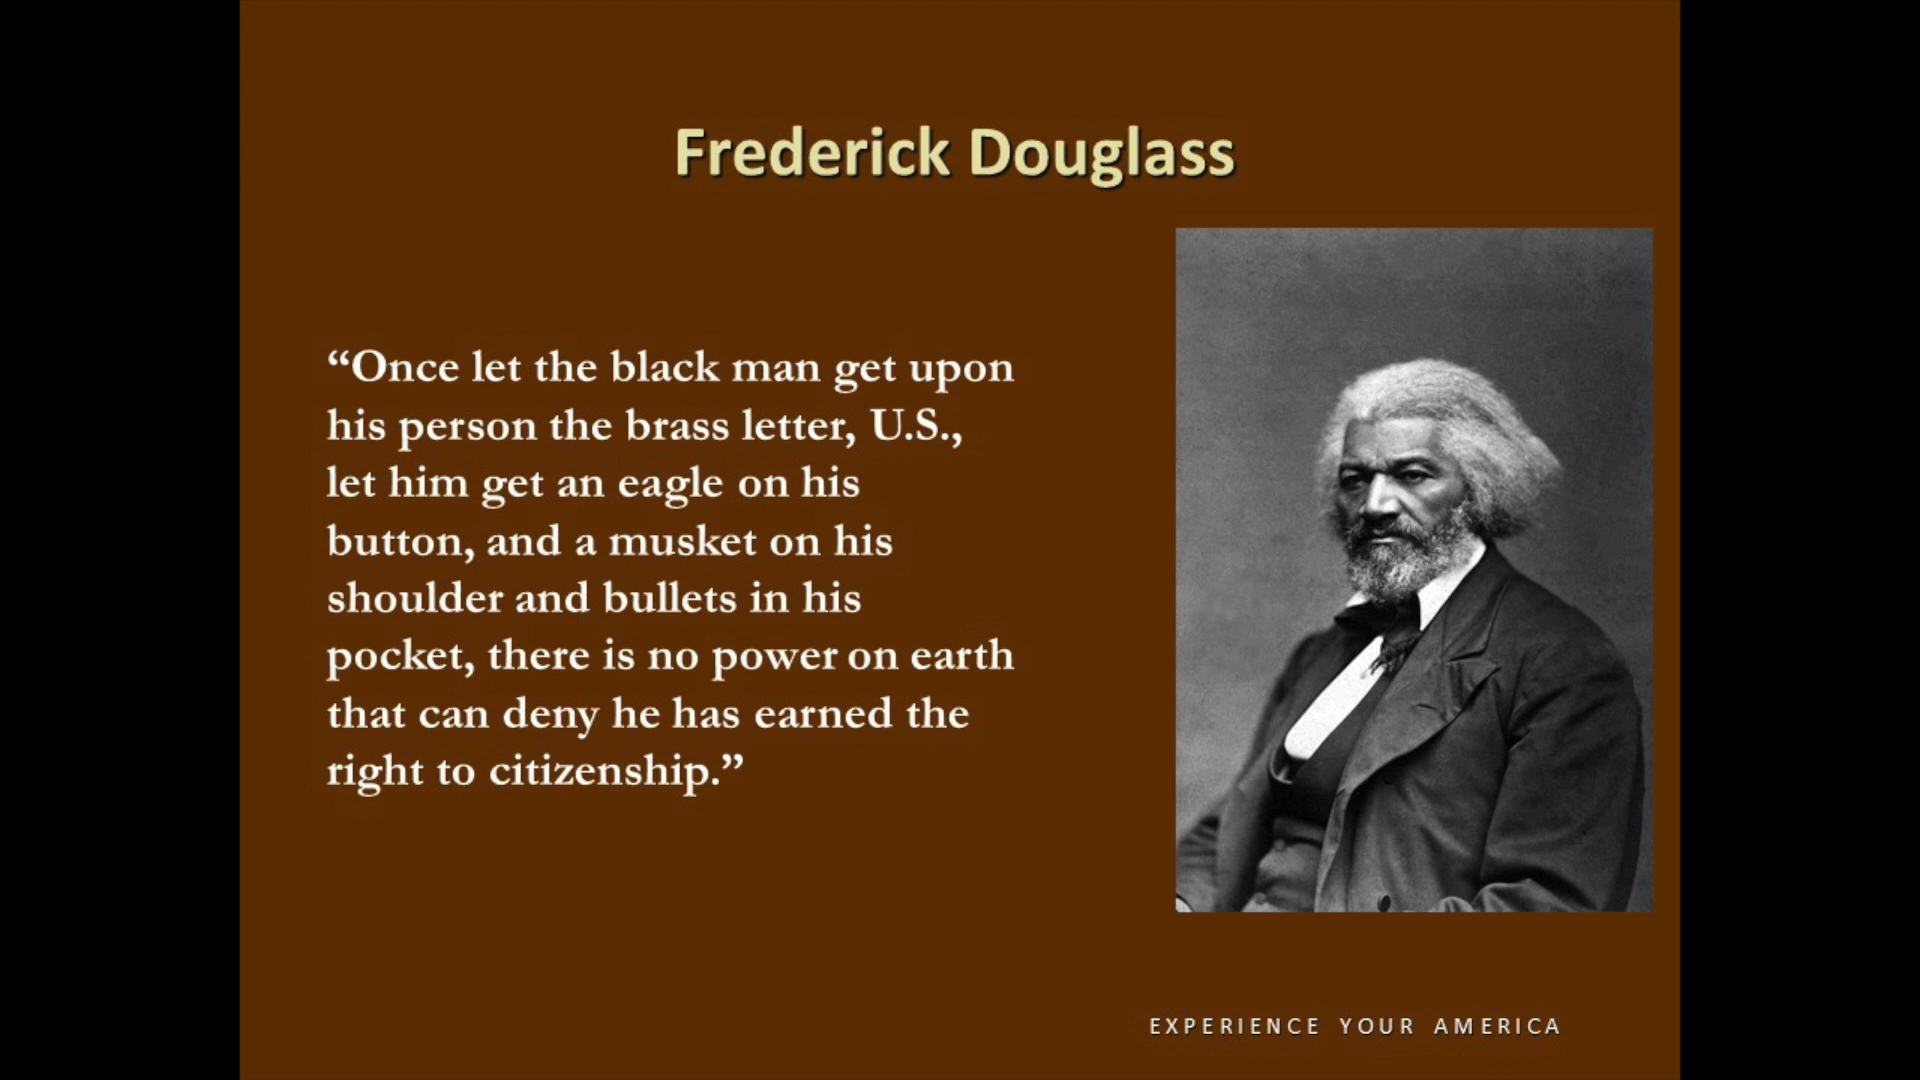 Frederick Douglass
“Once let the black man get upon
his person the brass letter, U.S.,
let him get an eagle on his
button, and a musket on his
shoulder and bullets in his
pocket, there is no power on earth
that can deny he has earned the
right to citizenship.”
EXPERIENCE YOUR AMERICA